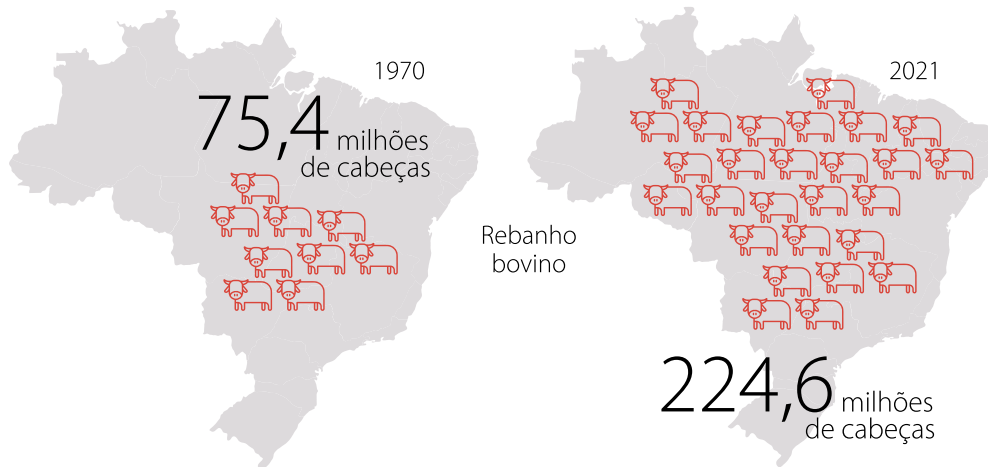 1970
75,4 milhões
de cabeças
Rebanho
bovino
2021
224,6 milhões
de cabeças